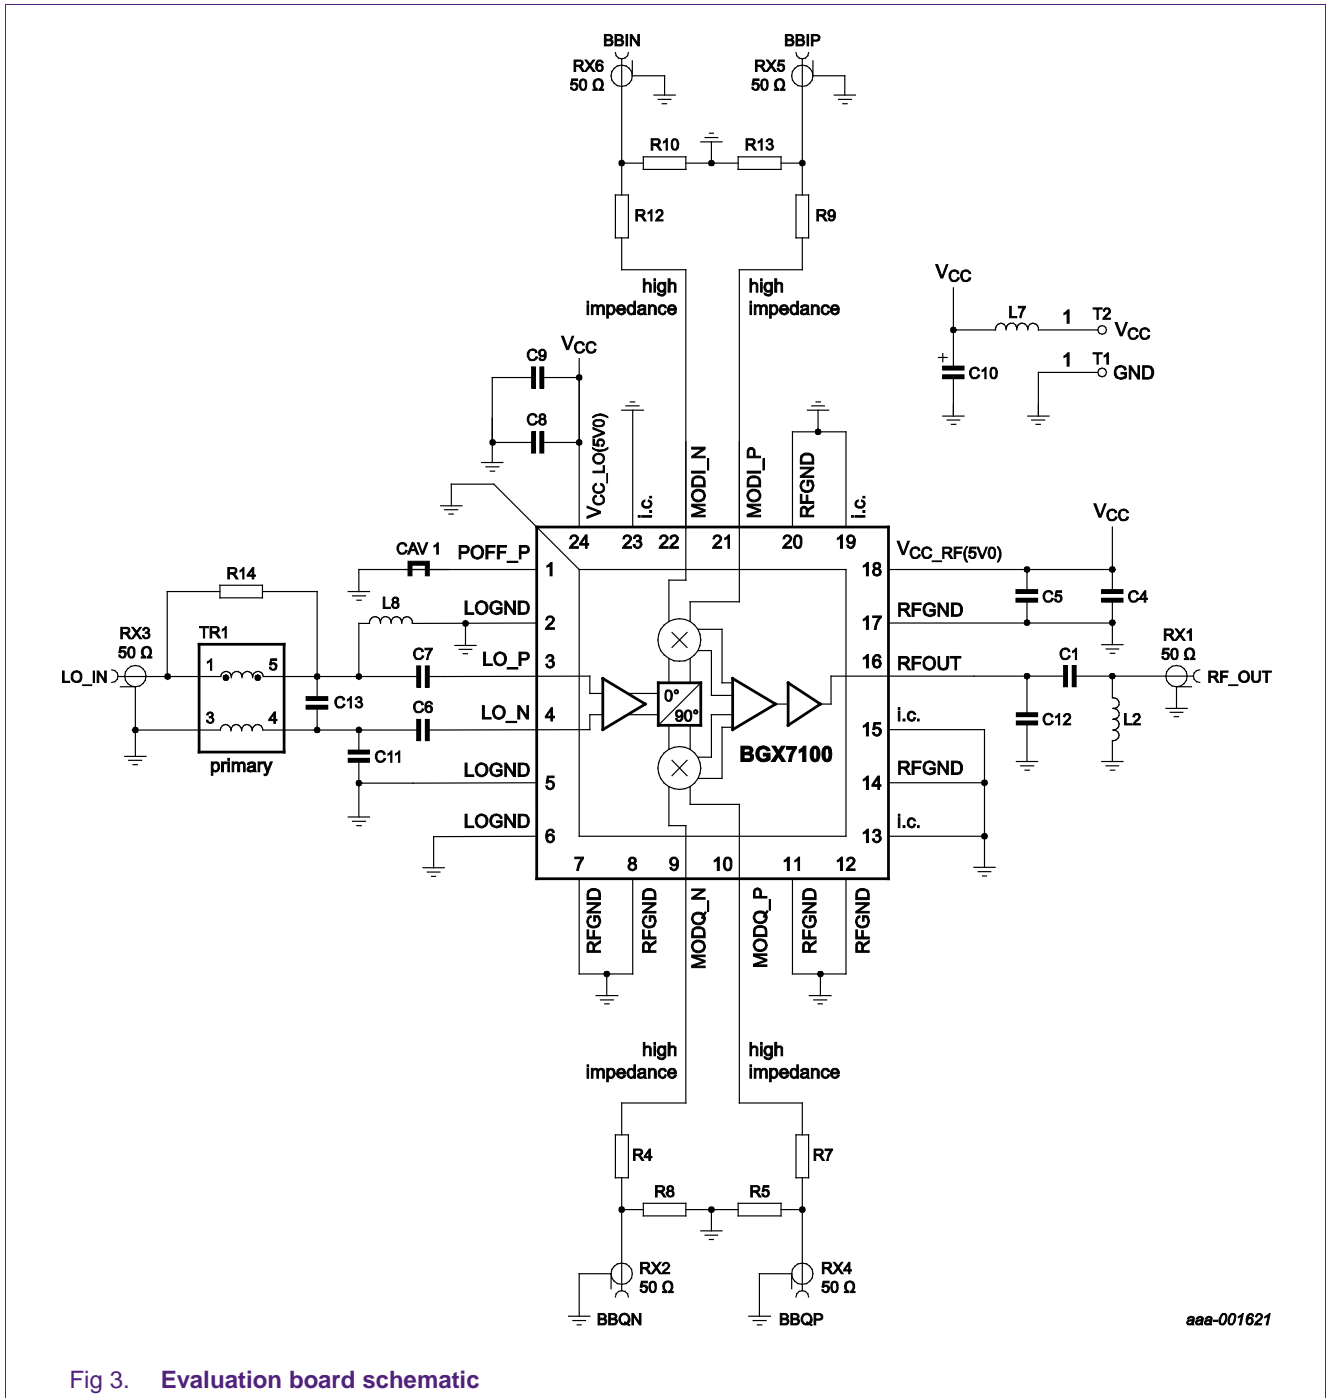 BBIN
BBIP
RX6
50 Ω
RX5
50 Ω
R10
R13
R12
R9
high
impedance
high
impedance
VCC
L7
1
T2
VCC
C10
+
1
T1
GND
C9
VCC
C8
VCC_LO(5V0)
i.c.
MODI_N
MODI_P
RFGND
i.c.
VCC
24
23
22
21
20
19
CAV 1
POFF_P
1
18
VCC_RF(5V0)
R14
L8
LOGND
2
C5
C4
17
RFGND
RX3
50 Ω
TR1
LO_IN
1
5
C7
LO_P
3
16
RFOUT
C1
RX1
50 Ω
RF_OUT
C13
0°
90°
3
4
C6
LO_N
4
15
i.c.
C12
L2
primary
C11
BGX7100
LOGND
5
14
RFGND
LOGND
6
13
i.c.
7
8
9
10
11
12
RFGND
RFGND
MODQ_N
MODQ_P
RFGND
RFGND
high
impedance
high
impedance
R4
R7
R8
R5
RX2
50 Ω
RX4
50 Ω
BBQN
BBQP
aaa-001621
Fig 3. Evaluation board schematic